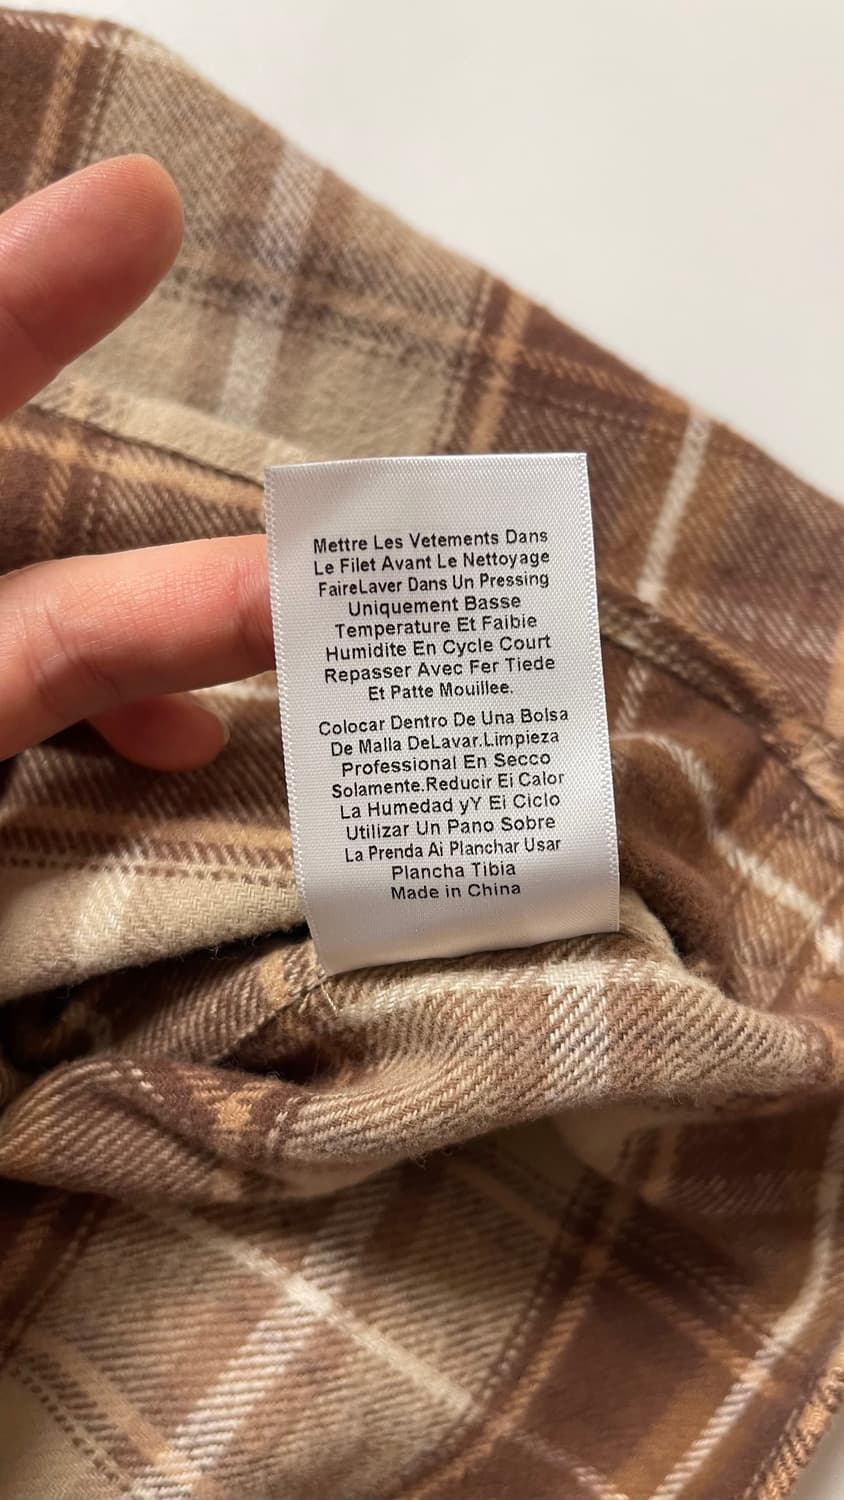 Mettre Les Vetements Dans
Le Filet Avant Le Nettoyage
FaireLaver Dans Un Pressing
Uniquement Basse
Temperature Et Faibie
Humidite En Cycle Court
Repasser Avec Fer Tiede
Et Patte Mouillee.
Colocar Dentro De Una Bolsa
De Malla DeLavar.Limpieza
Professional En Secco
Solamente.Reducir Ei Calor
La Humedad yY Ei Ciclo
Utilizar Un Pano Sobre
La Prenda Ai Planchar Usar
Plancha Tibia
Made in China